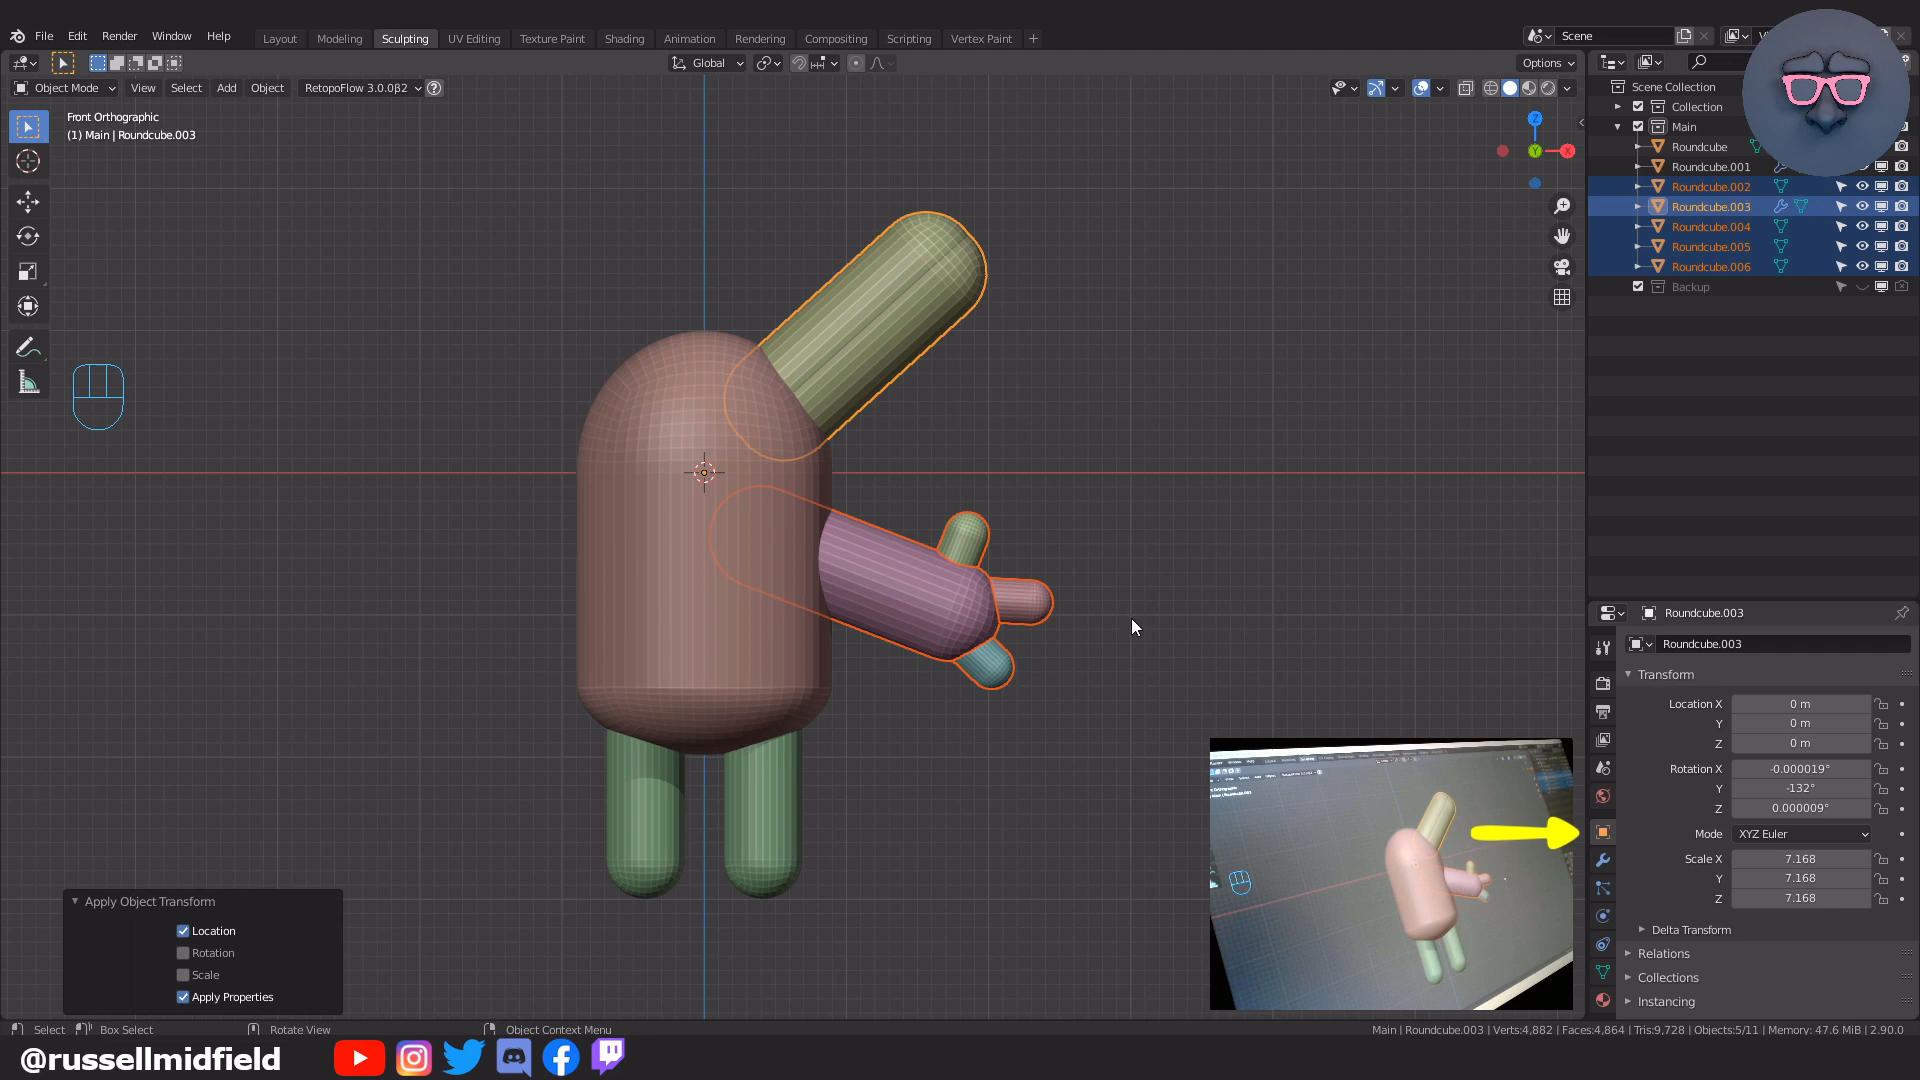 File Edit Render Window Help Layout Modeling Sculpting UV Editing Texture Paint Shading Animation Rendering Compositing Scripting Vertex Paint + Scene
Global Options
Object Mode View Select Add Object RetopoFlow 3.0.0β2 ?
Front Orthographic
(1) Main | Roundcube.003
Z
Y
X
Scene Collection
Collection
Main
Roundcube
Roundcube.001
Roundcube.002
Roundcube.003
Roundcube.004
Roundcube.005
Roundcube.006
Backup
Roundcube.003
Roundcube.003
Transform
Location X 0 m
Y 0 m
Z 0 m
Rotation X -0.000019°
Y -132°
Z 0.000009°
Mode XYZ Euler
Scale X 7.168
Y 7.168
Z 7.168
Delta Transform
Relations
Collections
Instancing
Apply Object Transform
Location
Rotation
Scale
Apply Properties
Select Box Select Rotate View Object Context Menu Main | Roundcube.003 | Verts:4,882 | Faces:4,864 | Tris:9,728 | Objects:5/11 | Memory: 47.6 MiB | 2.90.0
@russellmidfield